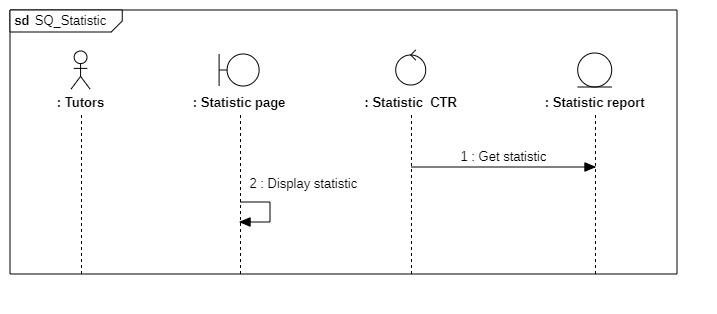 sd SQ_Statistic
: Tutors
: Statistic page
: Statistic CTR
: Statistic report
1 : Get statistic
2 : Display statistic